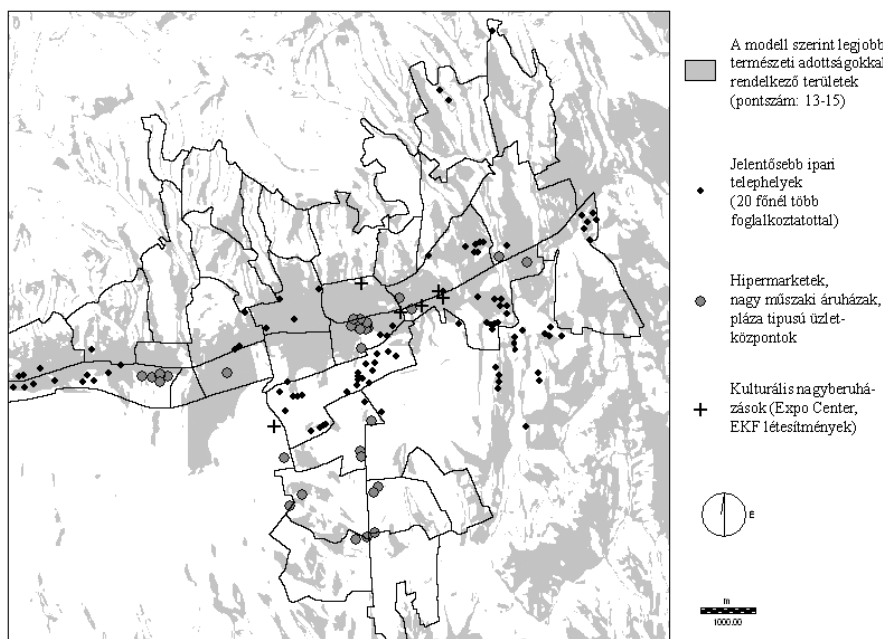 A modell szerint legjobb
természeti adottságokkal
rendelkező területek
(pontszám: 13-15)
Jelentősebb ipari
telephelyek
(20 főnél több
foglalkoztatottal)
Hipermarketek,
nagy műszaki áruházak,
pláza típusú üzlet-
központok
Kulturális nagyberuhá-
zások (Expo Center,
EKF létesítmények)
E
m
1000.00